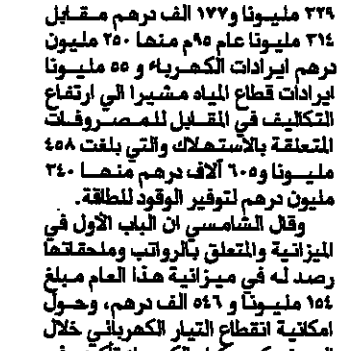 ٣٢٩ مليونا و١٧٧ الف درهم مقابل
٣١٤ مليونا عام ٩٥م منها ٢٥٠ مليون
درهم ايرادات الكهرباء و ٥٥ مليونا
ايرادات قطاع المياه مشيرا الي ارتفاع
التكاليف في المقابل للمصروفات
المتعلقة بالاستهلاك والتي بلغت ٤٥٨
مليونا و٦٠٥ آلاف درهم منها ٣٤٠
مليون درهم لتوفير الوقود للطاقة.
وقال الشامسي ان الباب الأول في
الميزانية والمتعلق بالرواتب وملحقاتها
رصد له في ميزانية هذا العام مبلغ
١٥٤ مليونا و ٥٤٦ الف درهم، وحول
امكانية انقطاع التيار الكهربائي خلال